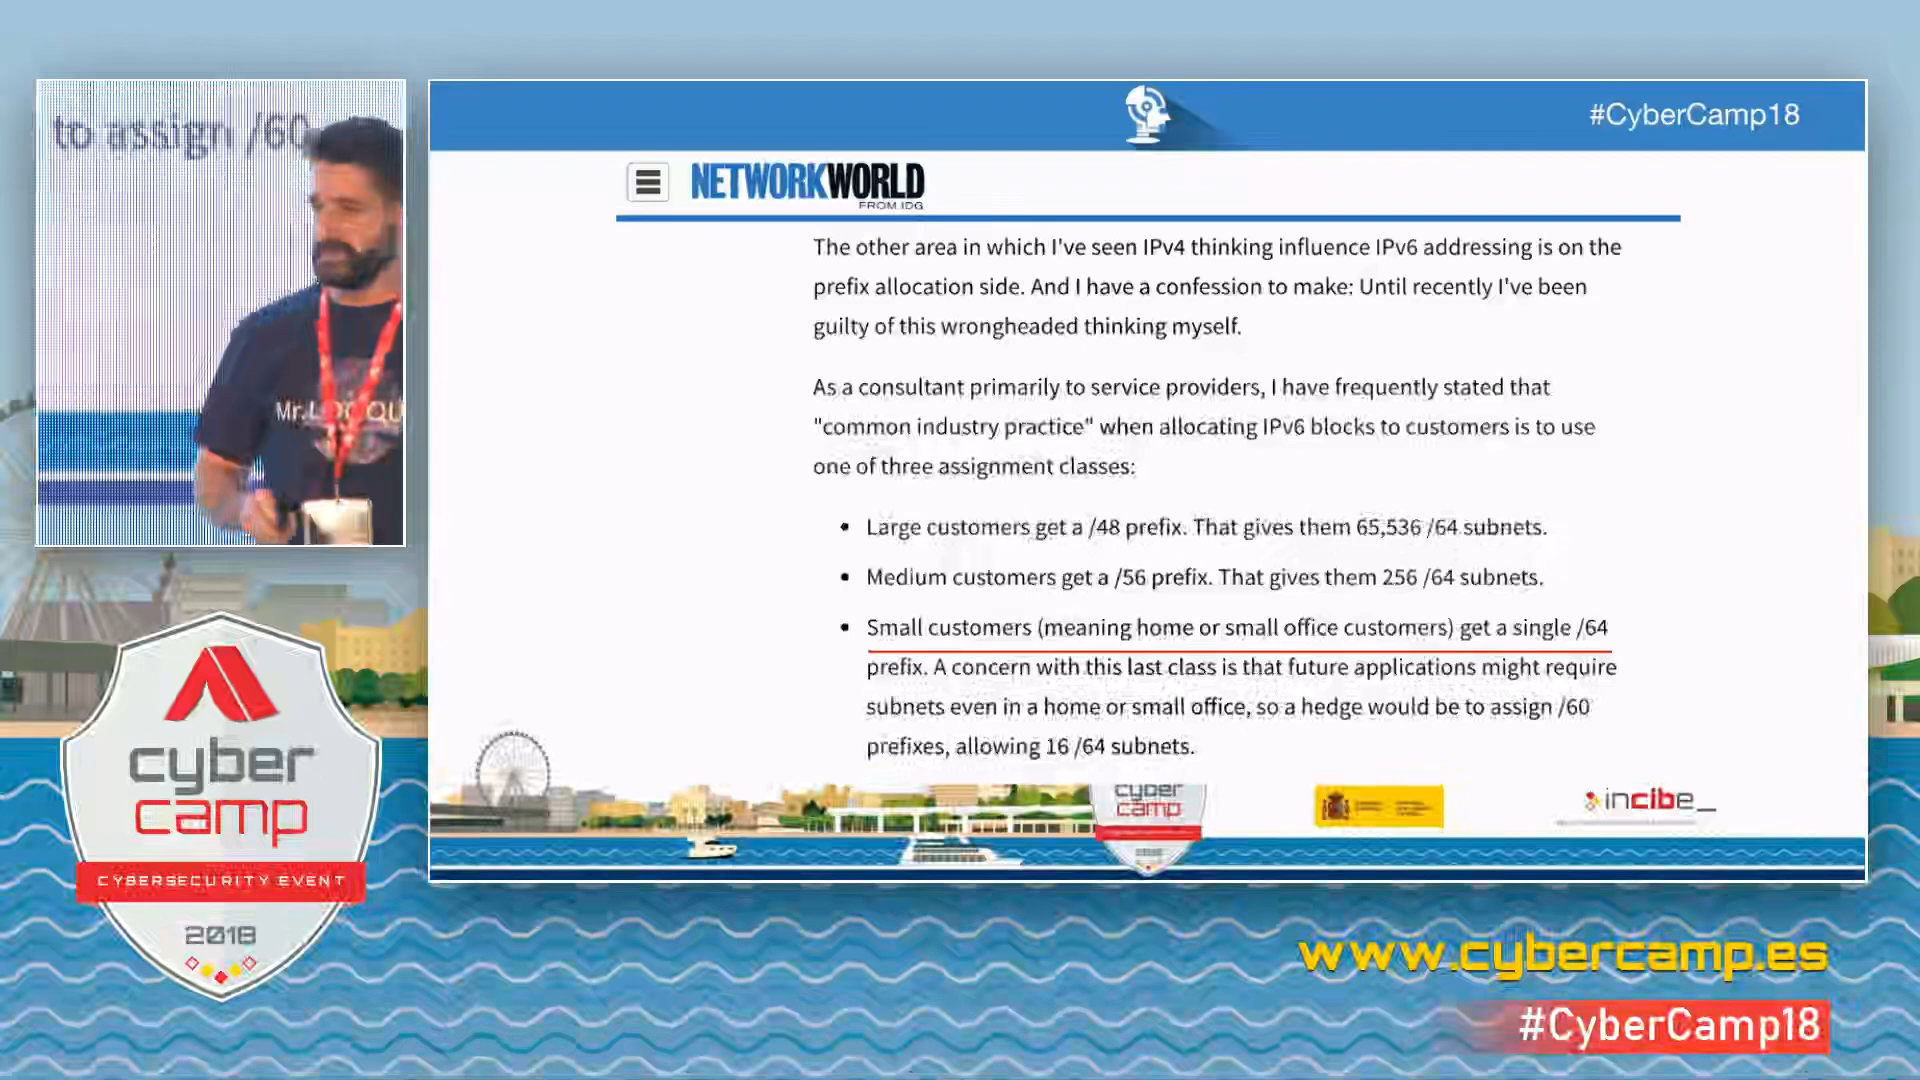 to assign /60
#CyberCamp18
NETWORKWORLD
FROM IDG
The other area in which I've seen IPv4 thinking influence IPv6 addressing is on the
prefix allocation side. And I have a confession to make: Until recently I've been
guilty of this wrongheaded thinking myself.
As a consultant primarily to service providers, I have frequently stated that
"common industry practice" when allocating IPv6 blocks to customers is to use
one of three assignment classes:
• Large customers get a /48 prefix. That gives them 65,536 /64 subnets.
• Medium customers get a /56 prefix. That gives them 256 /64 subnets.
• Small customers (meaning home or small office customers) get a single /64
prefix. A concern with this last class is that future applications might require
subnets even in a home or small office, so a hedge would be to assign /60
prefixes, allowing 16 /64 subnets.
Mr.
cyber
camp
CYBERSECURITY EVENT
2018
cyber
camp
incibe_
www.cybercamp.es
#CyberCamp18